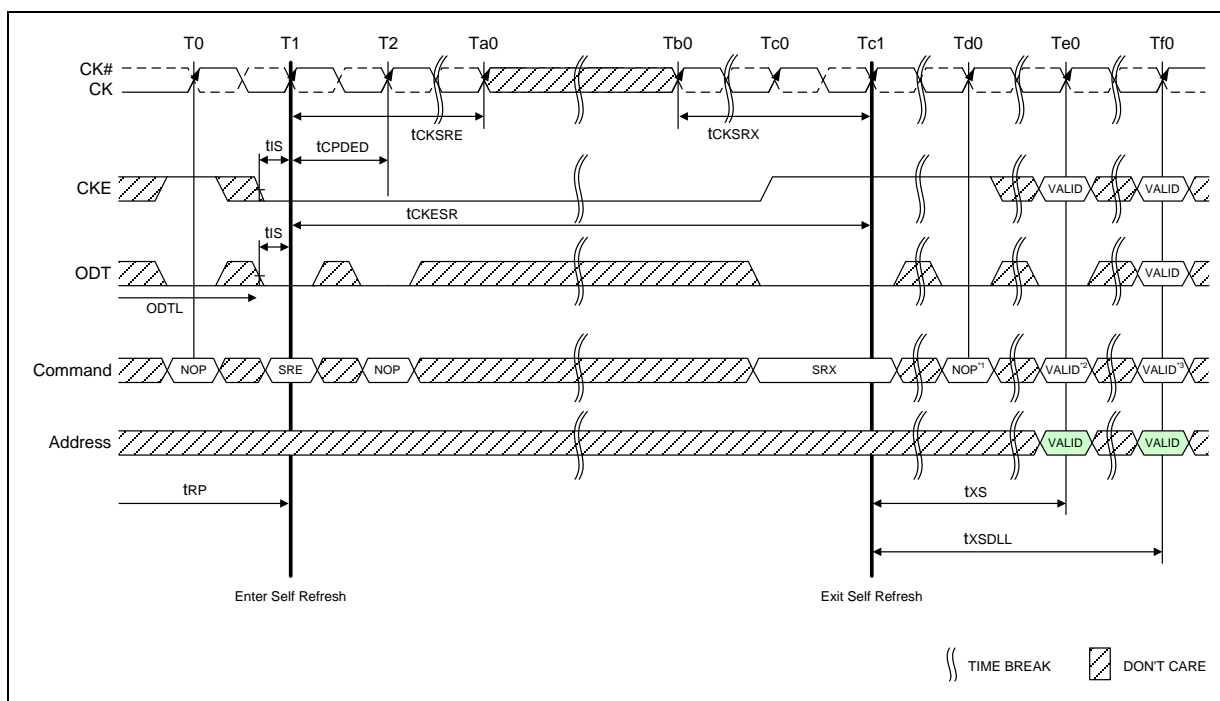 T0 T1 T2 Ta0 Tb0 Tc0 Tc1 Td0 Te0 Tf0
CK#
CK
tCKSRE tCKSRX
tIS tCPDED
CKE VALID VALID
tCKESR
tIS
ODT VALID
ODTL
Command NOP SRE NOP SRX NOP*1 VALID*2 VALID*3
Address VALID VALID
tRP tXS
tXSDLL
Enter Self Refresh Exit Self Refresh
TIME BREAK DON'T CARE